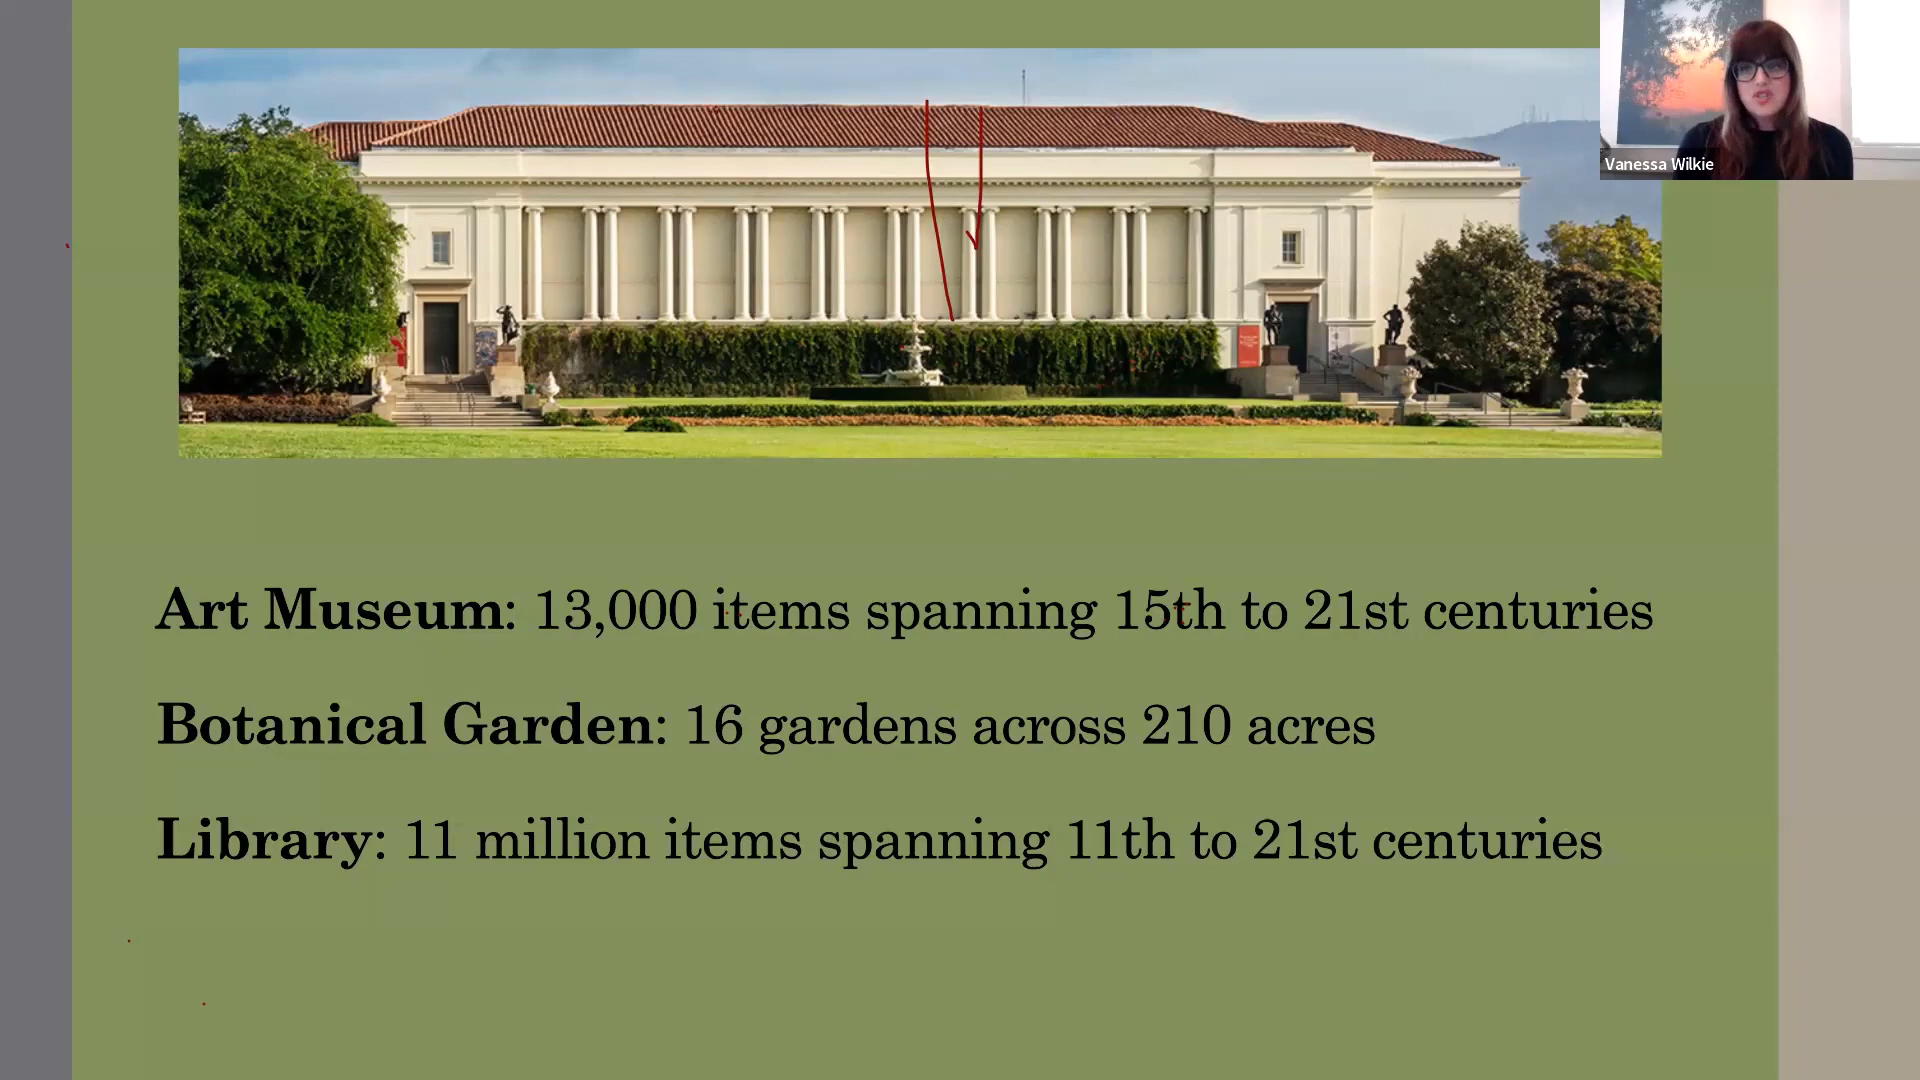 Vanessa Wilkie
Art Museum: 13,000 items spanning 15th to 21st centuries
Botanical Garden: 16 gardens across 210 acres
Library: 11 million items spanning 11th to 21st centuries